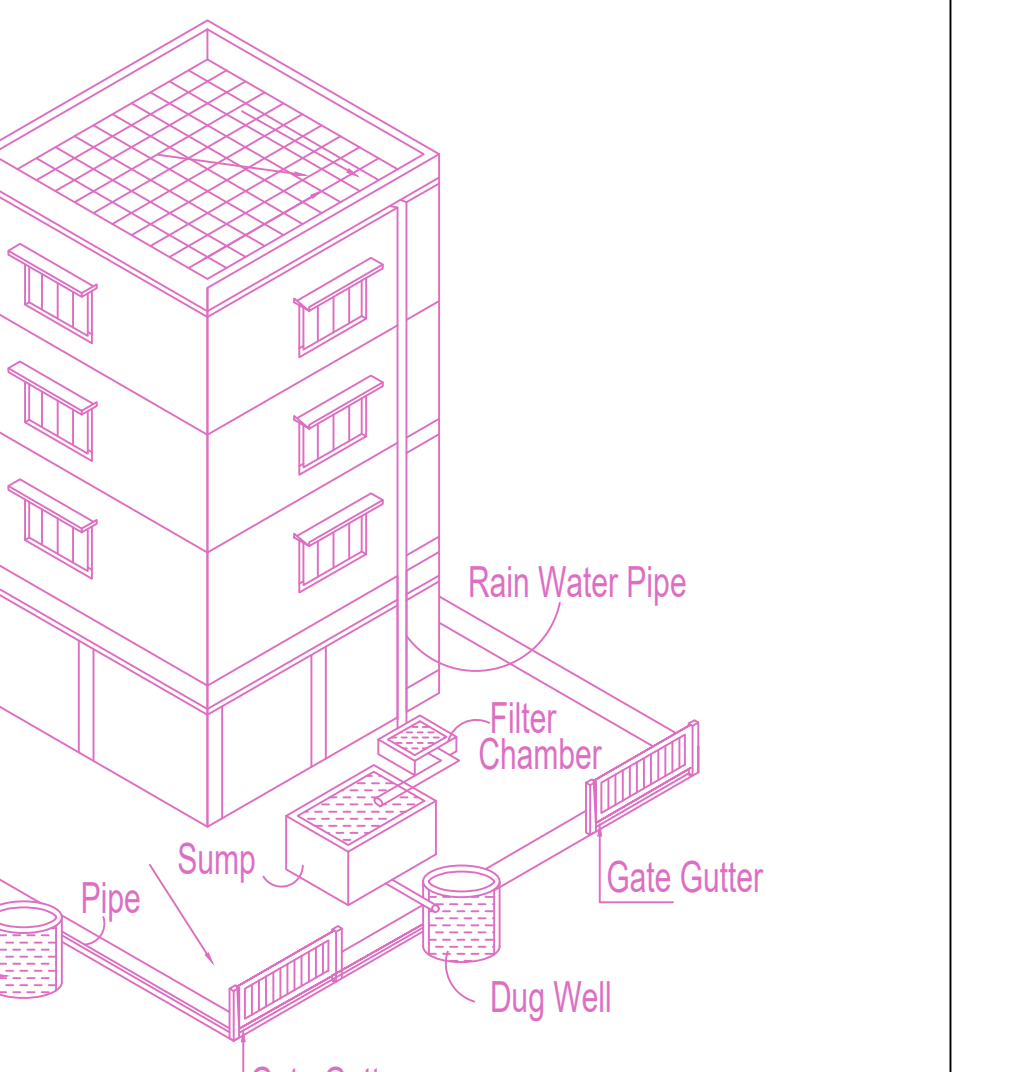 Rain Water Pipe
Filter
Chamber
Sump
Gate Gutter
Pipe
Dug Well